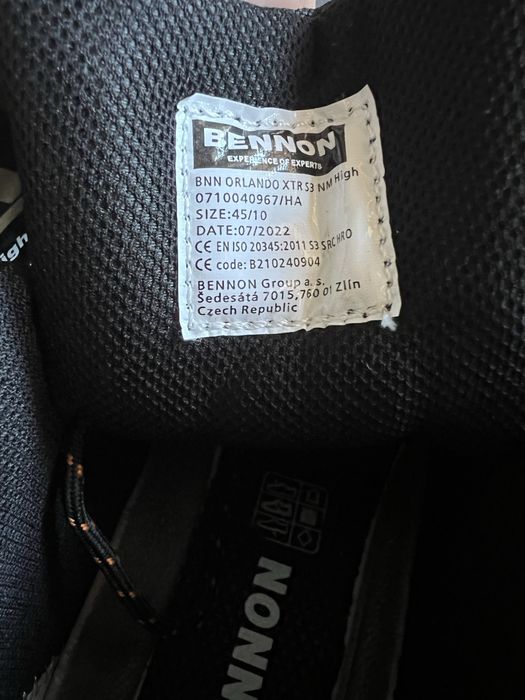 BENNON
EXPERIENCE OF EXPERTS
BNN ORLANDO XTR S3 NM High
0710040967/HA
SIZE:45/10
DATE:07/2022
CE EN ISO 20345:2011 S3 SRC HRO
CE code: B210240904
BENNON Group a. s.
Šedesátá 7015,760 01 Zlín
Czech Republic
igh
NNON